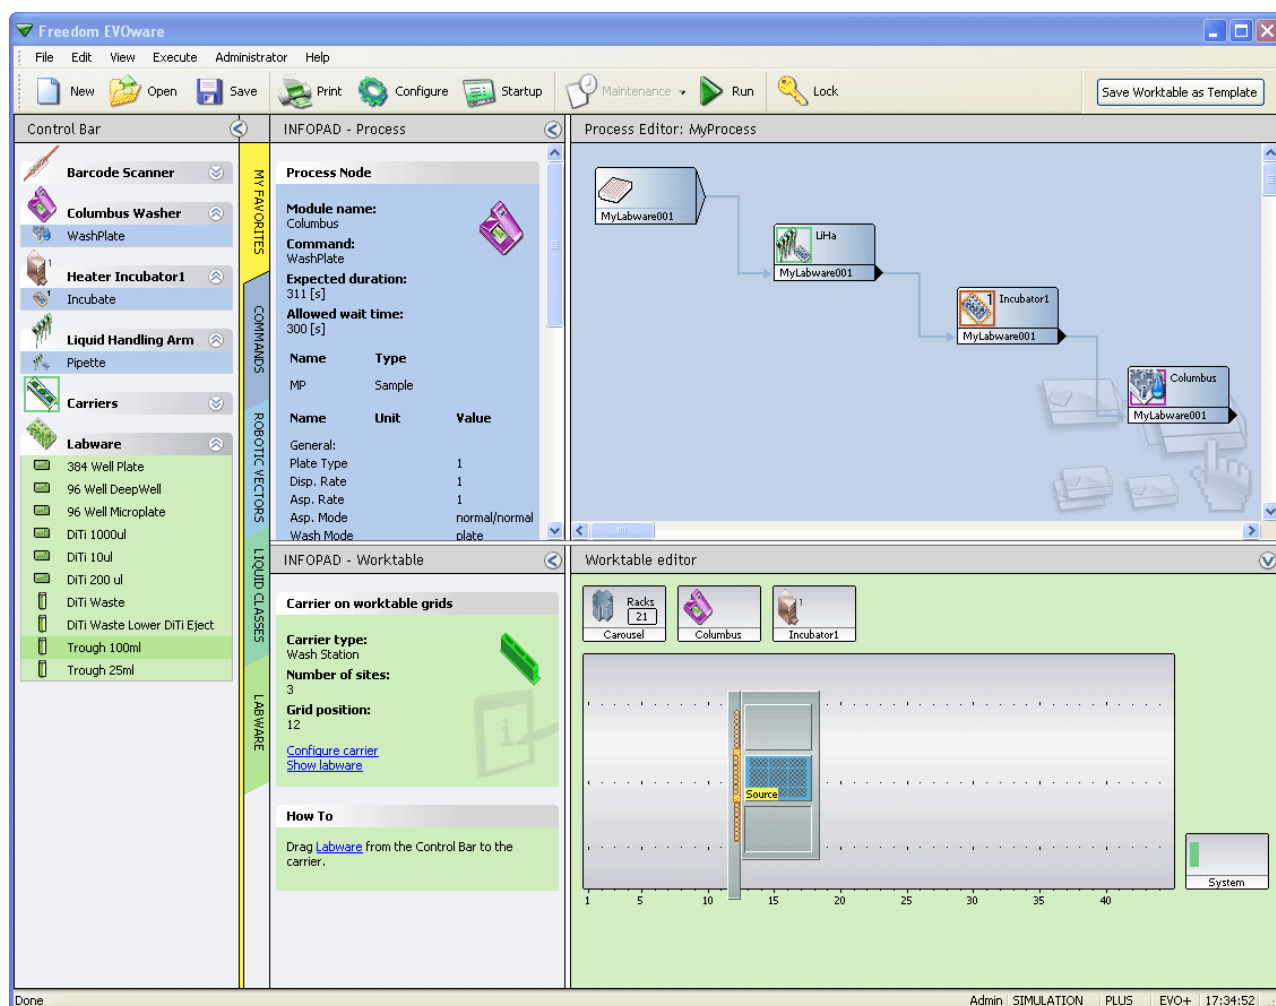 Freedom EVOware
File Edit View Execute Administrator Help
New Open Save Print Configure Startup Maintenance Run Lock Save Worktable as Template
Control Bar
Barcode Scanner
Columbus Washer
WashPlate
1
Heater Incubator1
1
Incubate
Liquid Handling Arm
Pipette
Carriers
Labware
384 Well Plate
96 Well DeepWell
96 Well Microplate
DiTi 1000ul
DiTi 10ul
DiTi 200 ul
DiTi Waste
DiTi Waste Lower DiTi Eject
Trough 100ml
Trough 25ml
MY FAVORITES
COMMANDS
ROBOTIC VECTORS
LIQUID CLASSES
LABWARE
INFOPAD - Process
Process Node
Module name:
Columbus
Command:
WashPlate
Expected duration:
311 [s]
Allowed wait time:
300 [s]
Name Type
MP Sample
Name Unit Value
General:
Plate Type 1
Disp. Rate 1
Asp. Rate 1
Asp. Mode normal/normal
Wash Mode plate
Process Editor: MyProcess
MyLabware001
LiHa
MyLabware001
1 Incubator1
MyLabware001
Columbus
MyLabware001
INFOPAD - Worktable
Carrier on worktable grids
Carrier type:
Wash Station
Number of sites:
3
Grid position:
12
Configure carrier
Show labware
How To
Drag Labware from the Control Bar to the
carrier.
Worktable editor
Racks
21
Carousel
Columbus
1
Incubator1
Source
System
1 5 10 15 20 25 30 35 40
Done Admin SIMULATION PLUS EVO+ 17:34:52